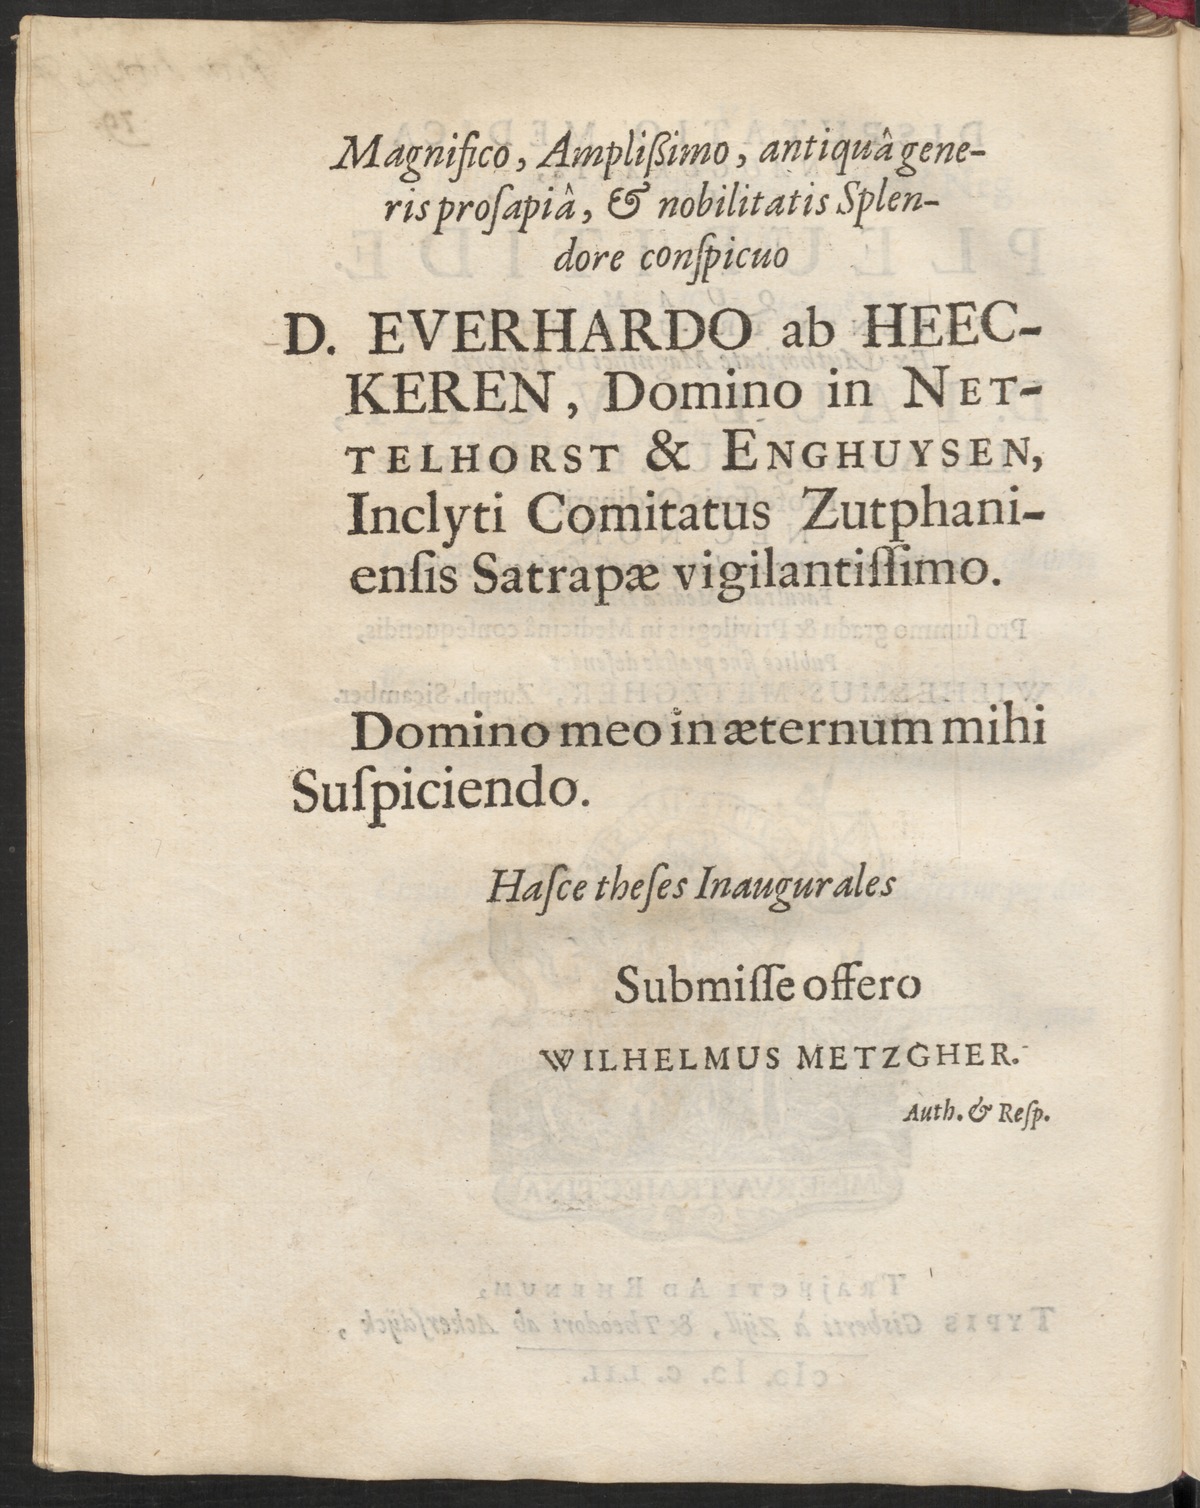 Magnifico, Ampliſsimo, antiquâ gene-
ris proſapiâ, & nobilitatis Splen-
dore conſpicuo
D. EVERHARDO ab HEEC-
KEREN, Domino in NET-
TELHORST & ENGHUYSEN,
Inclyti Comitatus Zutphani-
enſis Satrapæ vigilantiſſimo.
Domino meo in æternum mihi
Suſpiciendo.
Haſce theſes Inaugurales
Submiſſe offero
WILHELMUS METZGHER.
Auth. & Reſp.